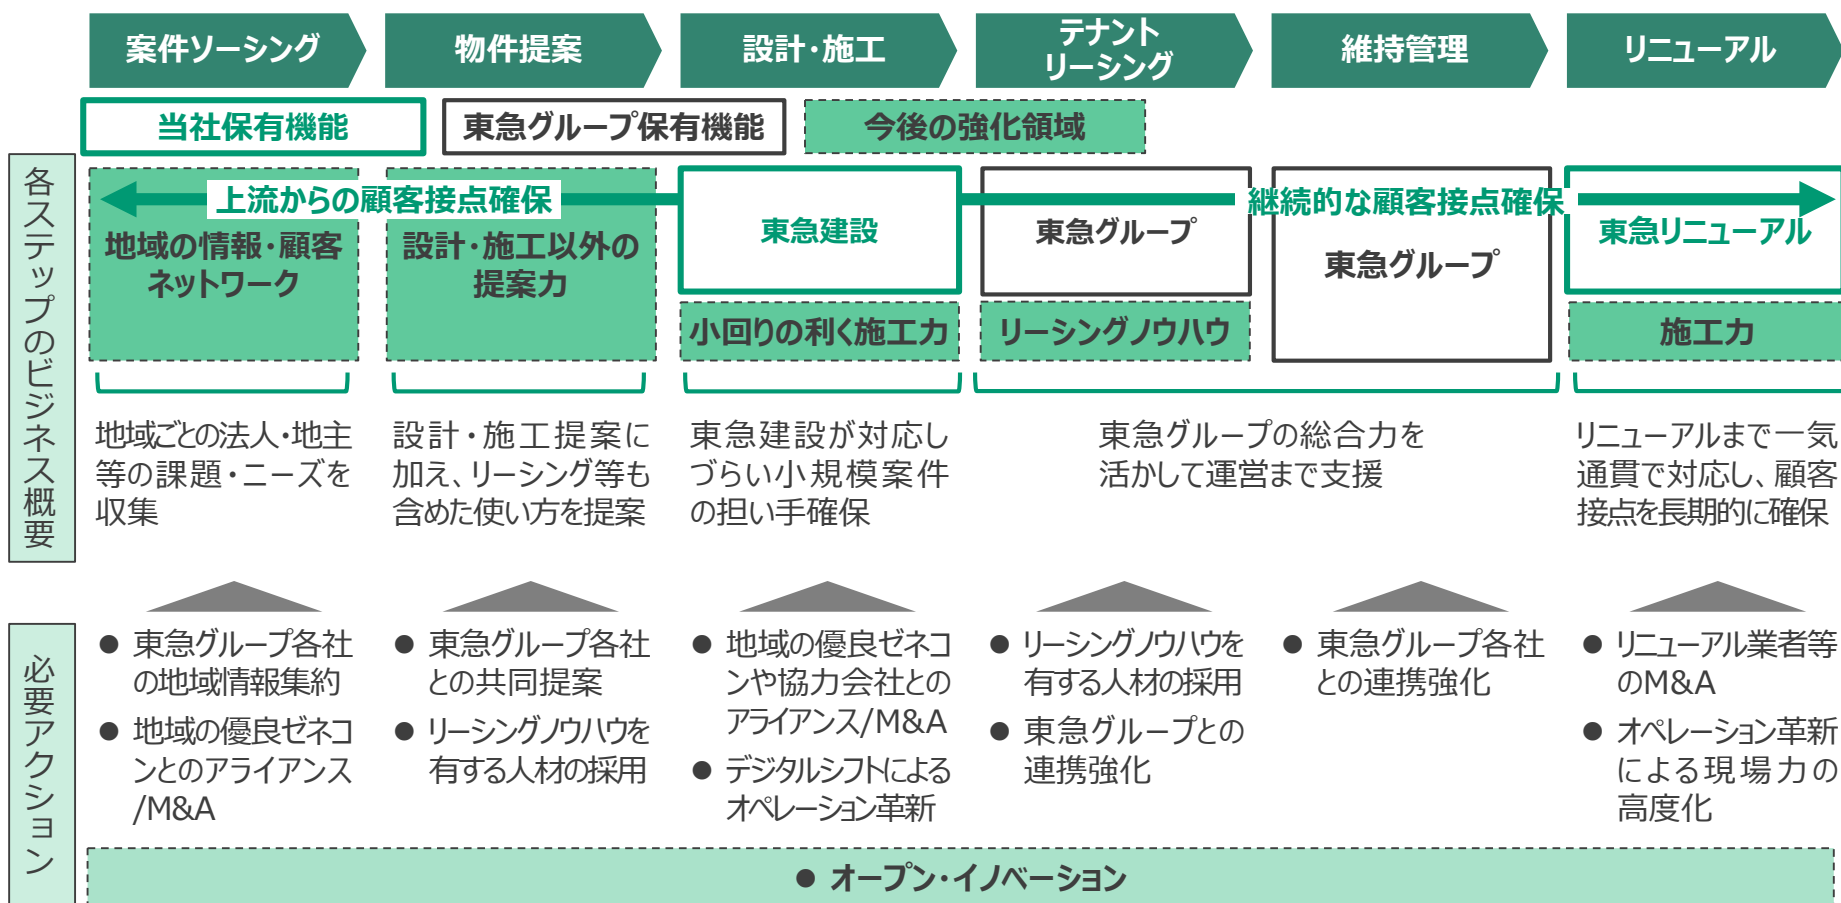 案件ソーシング
物件提案
設計・施工
テナント
リーシング
維持管理
リニューアル
当社保有機能
東急グループ保有機能
今後の強化領域
各ステップのビジネス概要
上流からの顧客接点確保
継続的な顧客接点確保
地域の情報・顧客
ネットワーク
設計・施工以外の
提案力
東急建設
小回りの利く施工力
東急グループ
リーシングノウハウ
東急グループ
東急リニューアル
施工力
地域ごとの法人・地主
等の課題・ニーズを
収集
設計・施工提案に
加え、リーシング等も
含めた使い方を提案
東急建設が対応し
づらい小規模案件
の担い手確保
東急グループの総合力を
活かして運営まで支援
リニューアルまで一気
通貫で対応し、顧客
接点を長期的に確保
必要アクション
● 東急グループ各社
の地域情報集約
● 地域の優良ゼネコ
ンとのアライアンス
/M&A
● 東急グループ各社
との共同提案
● リーシングノウハウを
有する人材の採用
● 地域の優良ゼネコ
ンや協力会社との
アライアンス/M&A
● デジタルシフトによる
オペレーション革新
● リーシングノウハウを
有する人材の採用
● 東急グループとの
連携強化
● 東急グループ各社
との連携強化
● リニューアル業者等
のM&A
● オペレーション革新
による現場力の
高度化
● オープン・イノベーション